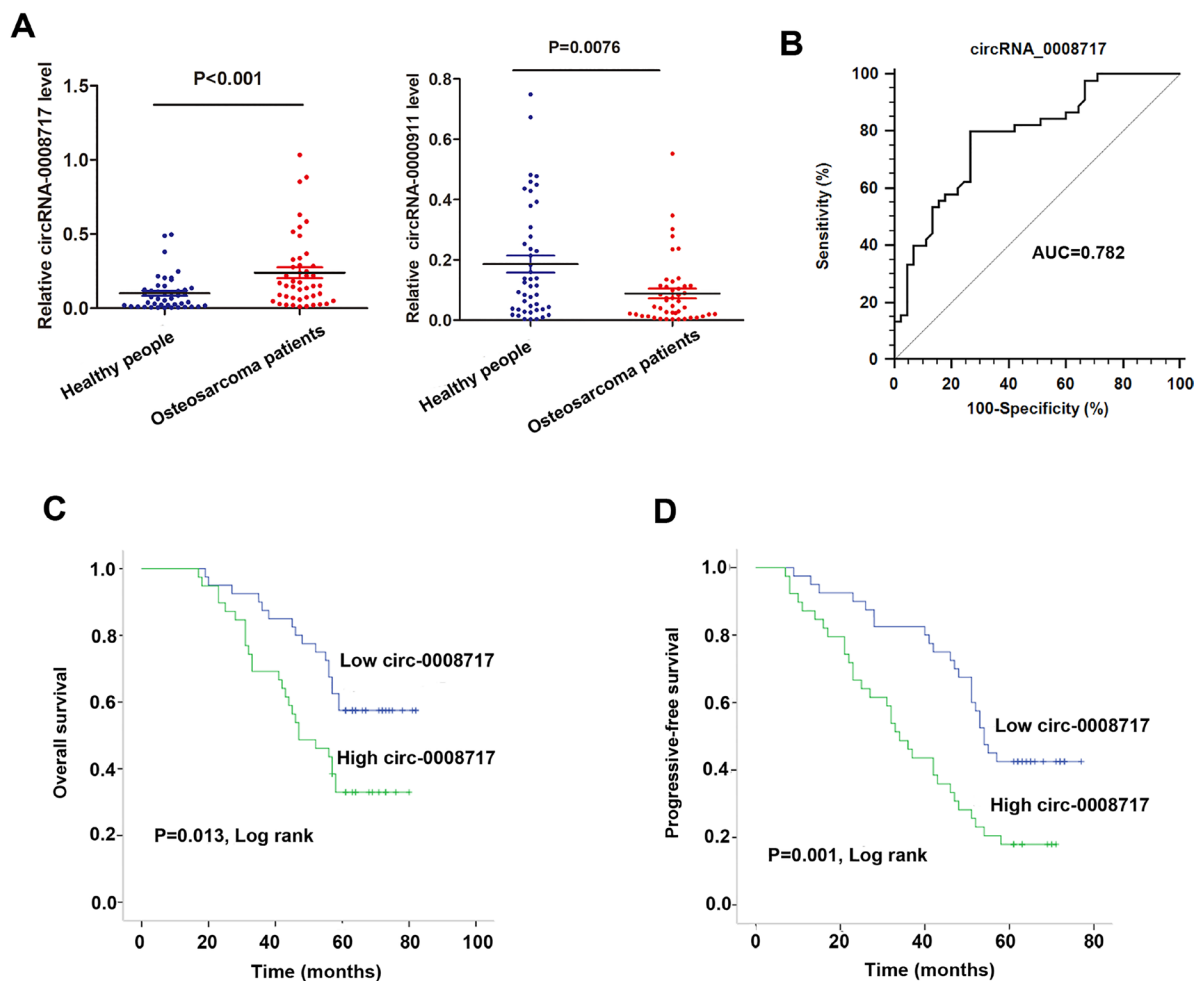 A
P<0.001
Relative circRNA-0008717 level
1.5
1.0
0.5
0.0
Healthy people
Osteosarcoma patients
P=0.0076
Relative circRNA-0000911 level
0.8
0.6
0.4
0.2
0.0
Healthy people
Osteosarcoma patients
B
circRNA_0008717
Sensitivity (%)
100
80
60
40
20
0
AUC=0.782
0 20 40 60 80 100
100-Specificity (%)
C
Overall survival
1.0
0.8
0.6
0.4
0.2
0.0
Low circ-0008717
High circ-0008717
P=0.013, Log rank
0 20 40 60 80 100
Time (months)
D
Progressive-free survival
1.0
0.8
0.6
0.4
0.2
0.0
Low circ-0008717
High circ-0008717
P=0.001, Log rank
0 20 40 60 80
Time (months)